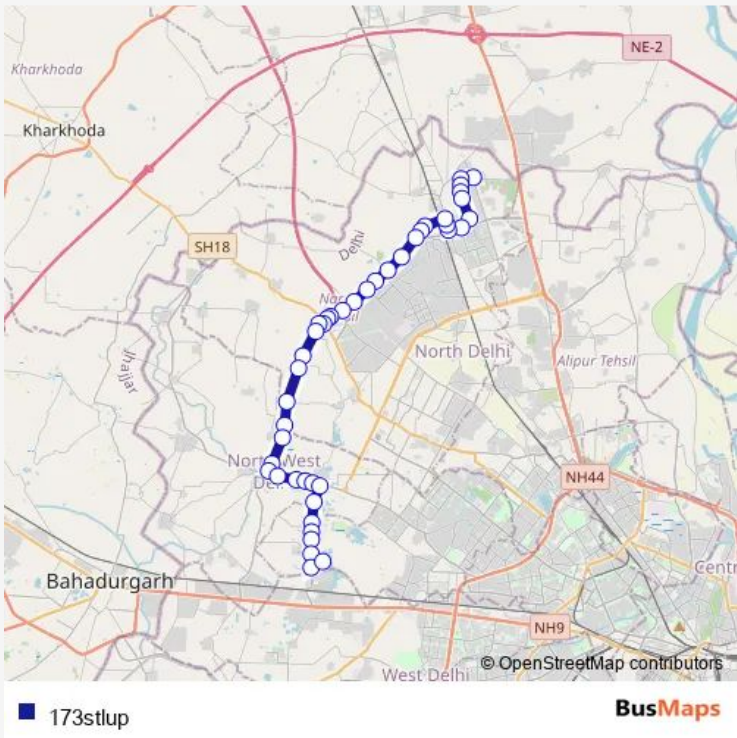 NE-2
Kharkhoda
Kharkhoda
SH18
Delhi
Jhajjar
North Delhi
Alipur Tehsil
North West
NH44
Bahadurgarh
NH9
West Delhi
© OpenStreetMap contributors
173stlup
BusMaps